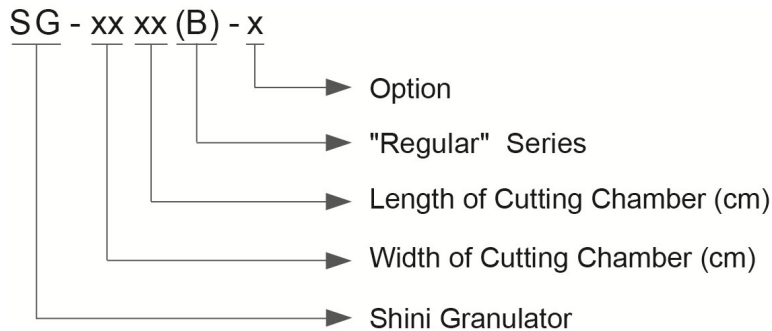 SG - xx xx (B) - x
Option
"Regular" Series
Length of Cutting Chamber (cm)
Width of Cutting Chamber (cm)
Shini Granulator